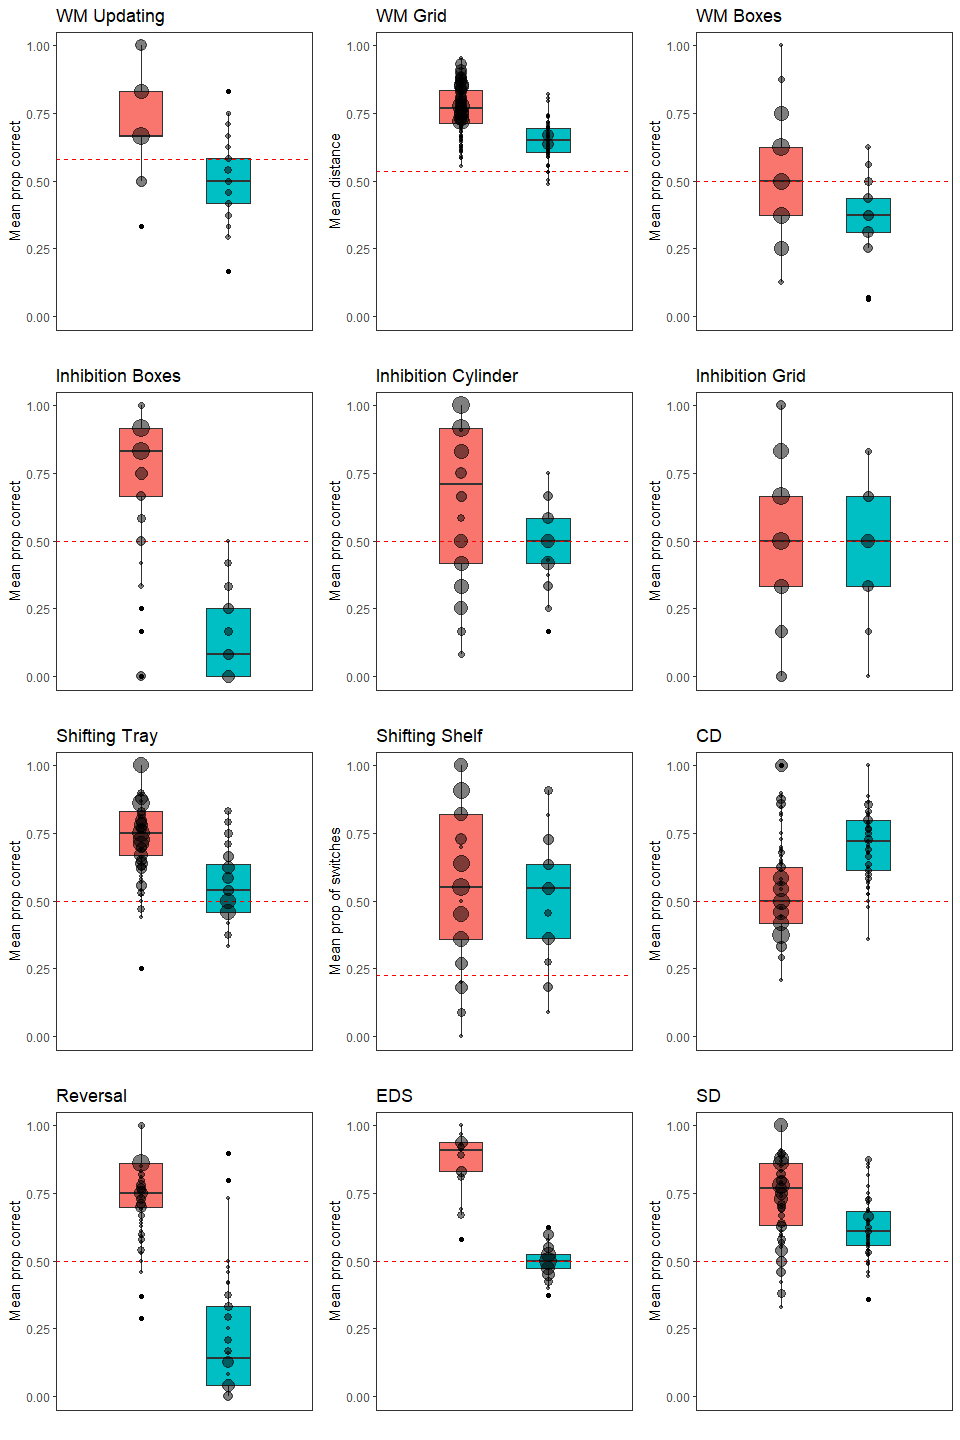 WM Updating
WM Grid
WM Boxes
Mean prop correct
1.00
0.75
0.50
0.25
0.00
Mean distance
1.00
0.75
0.50
0.25
0.00
Mean prop correct
1.00
0.75
0.50
0.25
0.00
Inhibition Boxes
Inhibition Cylinder
Inhibition Grid
Mean prop correct
1.00
0.75
0.50
0.25
0.00
Mean prop correct
1.00
0.75
0.50
0.25
0.00
Mean prop correct
1.00
0.75
0.50
0.25
0.00
Shifting Tray
Shifting Shelf
CD
Mean prop correct
1.00
0.75
0.50
0.25
0.00
Mean prop of switches
1.00
0.75
0.50
0.25
0.00
Mean prop correct
1.00
0.75
0.50
0.25
0.00
Reversal
EDS
SD
Mean prop correct
1.00
0.75
0.50
0.25
0.00
Mean prop correct
1.00
0.75
0.50
0.25
0.00
Mean prop correct
1.00
0.75
0.50
0.25
0.00